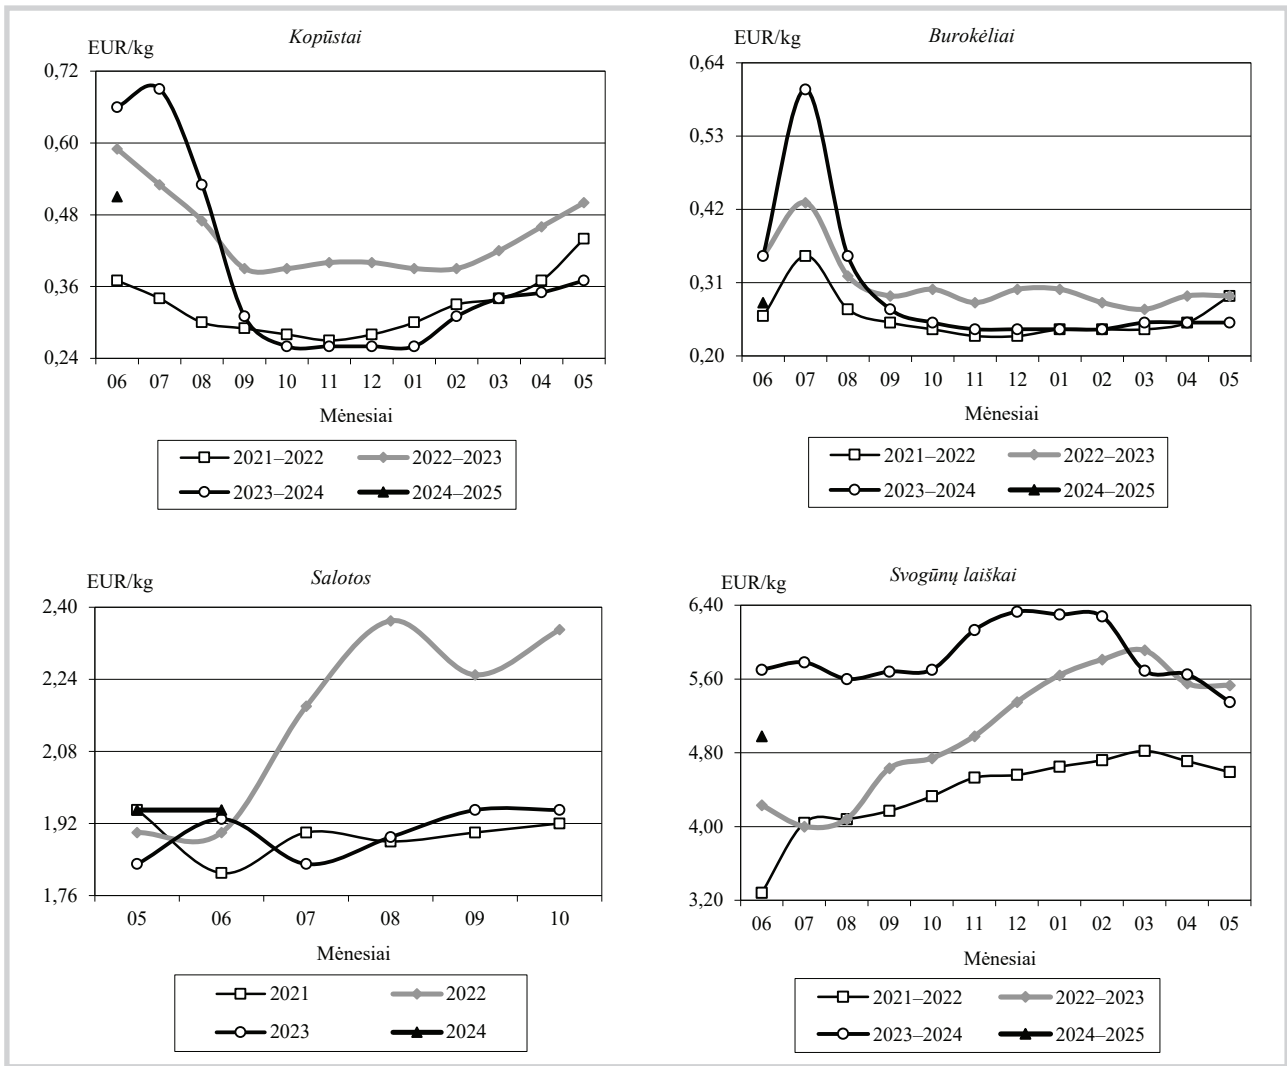 Kopūstai
EUR/kg
0,72
0,60
0,48
0,36
0,24
06 07 08 09 10 11 12 01 02 03 04 05
Mėnesiai
2021–2022 2022–2023
2023–2024 2024–2025
Burokėliai
EUR/kg
0,64
0,53
0,42
0,31
0,20
06 07 08 09 10 11 12 01 02 03 04 05
Mėnesiai
2021–2022 2022–2023
2023–2024 2024–2025
Salotos
EUR/kg
2,40
2,24
2,08
1,92
1,76
05 06 07 08 09 10
Mėnesiai
2021 2022
2023 2024
Svogūnų laiškai
EUR/kg
6,40
5,60
4,80
4,00
3,20
06 07 08 09 10 11 12 01 02 03 04 05
Mėnesiai
2021–2022 2022–2023
2023–2024 2024–2025